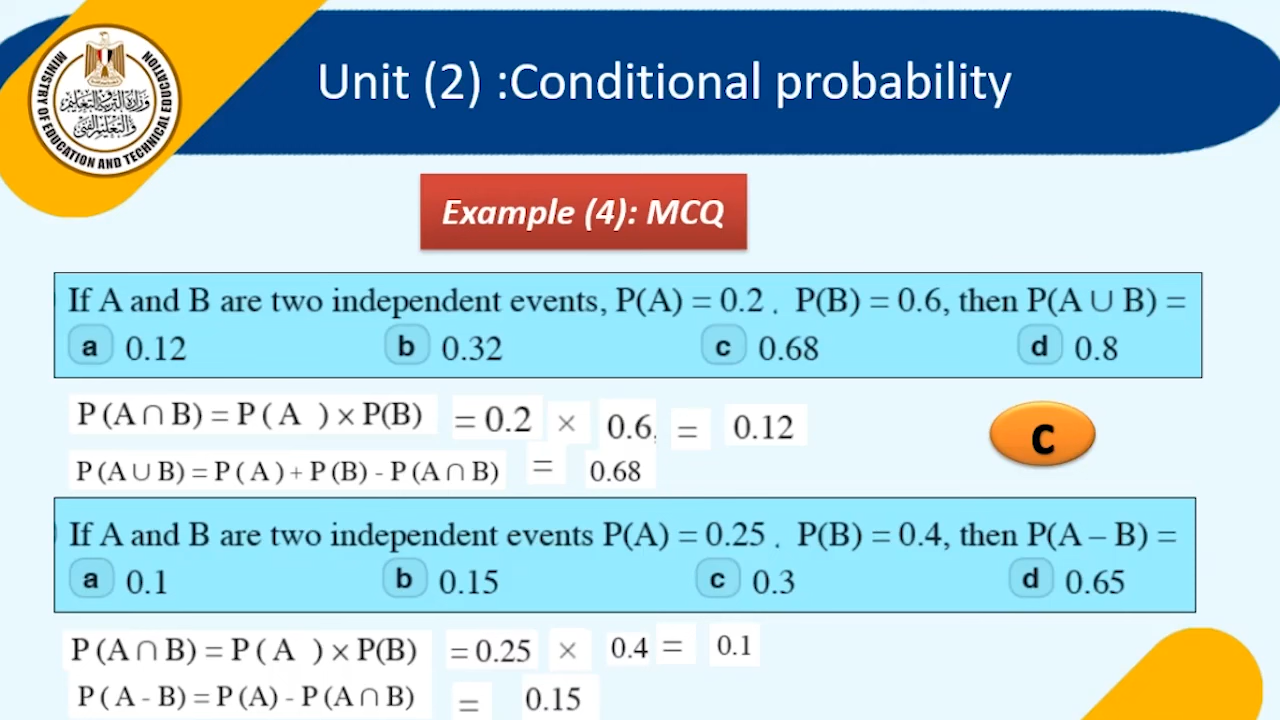 MINISTRY OF EDUCATION AND TECHNICAL EDUCATION
وزارة التربية والتعليم
والتعليم الفني
Unit (2) :Conditional probability
Example (4): MCQ
If A and B are two independent events, P(A) = 0.2 , P(B) = 0.6, then P(A ∪ B) =
a 0.12 b 0.32 c 0.68 d 0.8
P (A ∩ B) = P ( A ) × P(B) = 0.2 × 0.6, = 0.12
C
P (A ∪ B) = P ( A ) + P (B) - P (A ∩ B) = 0.68
If A and B are two independent events P(A) = 0.25 , P(B) = 0.4, then P(A – B) =
a 0.1 b 0.15 c 0.3 d 0.65
P (A ∩ B) = P ( A ) × P(B) = 0.25 × 0.4 = 0.1
P ( A - B) = P (A) - P (A ∩ B) = 0.15